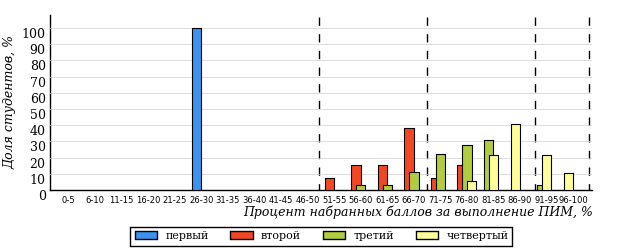 Доля студентов, %
100
90
80
70
60
50
40
30
20
10
0
0-5 6-10 11-15 16-20 21-25 26-30 31-35 36-40 41-45 46-50 51-55 56-60 61-65 66-70 71-75 76-80 81-85 86-90 91-95 96-100
Процент набранных баллов за выполнение ПИМ, %
первый второй третий четвертый